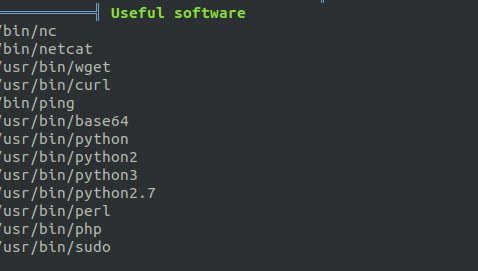 Useful software
/bin/nc
/bin/netcat
/usr/bin/wget
/usr/bin/curl
/bin/ping
/usr/bin/base64
/usr/bin/python
/usr/bin/python2
/usr/bin/python3
/usr/bin/python2.7
/usr/bin/perl
/usr/bin/php
/usr/bin/sudo